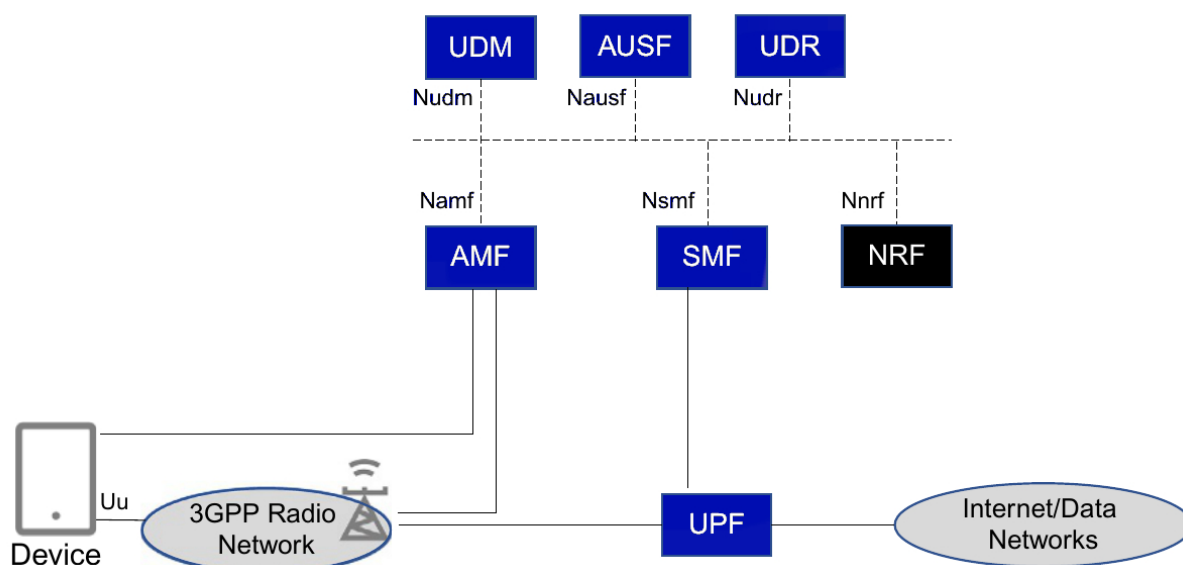 UDM
AUSF
UDR
Nudm
Nausf
Nudr
Namf
Nsmf
Nnrf
AMF
SMF
NRF
Uu
3GPP Radio
Network
UPF
Internet/Data
Networks
Device